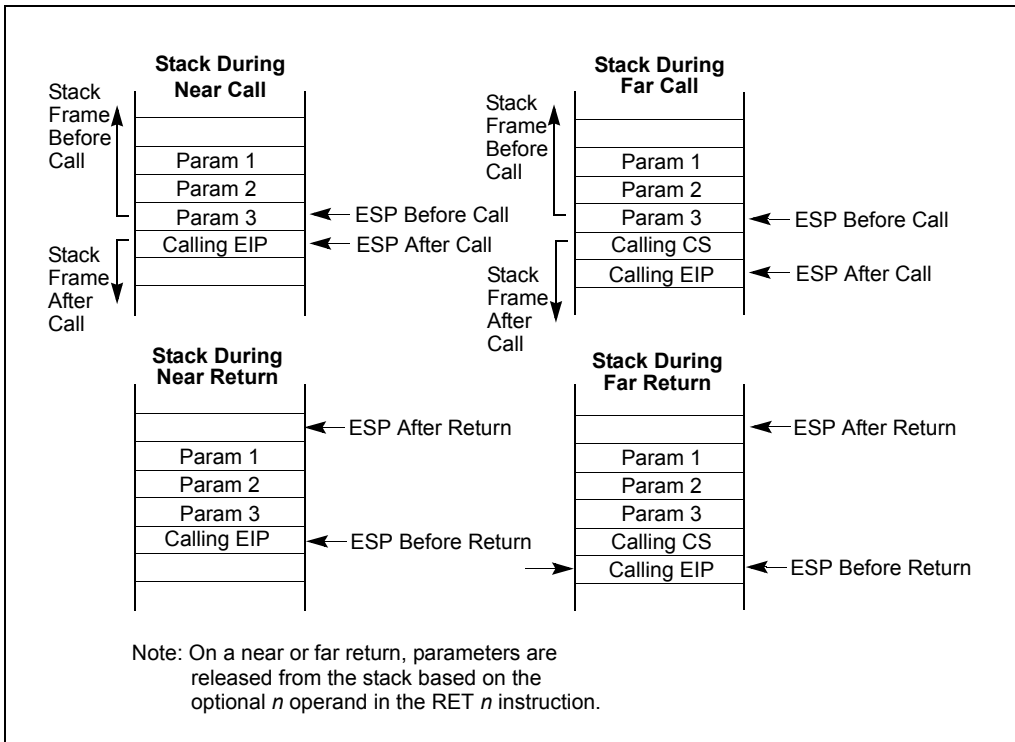 Stack During
Near Call
Stack
Frame
Before
Call
Param 1
Param 2
Param 3
ESP Before Call
Calling EIP
ESP After Call
Stack
Frame
After
Call
Stack During
Far Call
Stack
Frame
Before
Call
Param 1
Param 2
Param 3
ESP Before Call
Calling CS
Calling EIP
ESP After Call
Stack
Frame
After
Call
Stack During
Near Return
ESP After Return
Param 1
Param 2
Param 3
Calling EIP
ESP Before Return
Stack During
Far Return
ESP After Return
Param 1
Param 2
Param 3
Calling CS
Calling EIP
ESP Before Return
Note: On a near or far return, parameters are
released from the stack based on the
optional n operand in the RET n instruction.